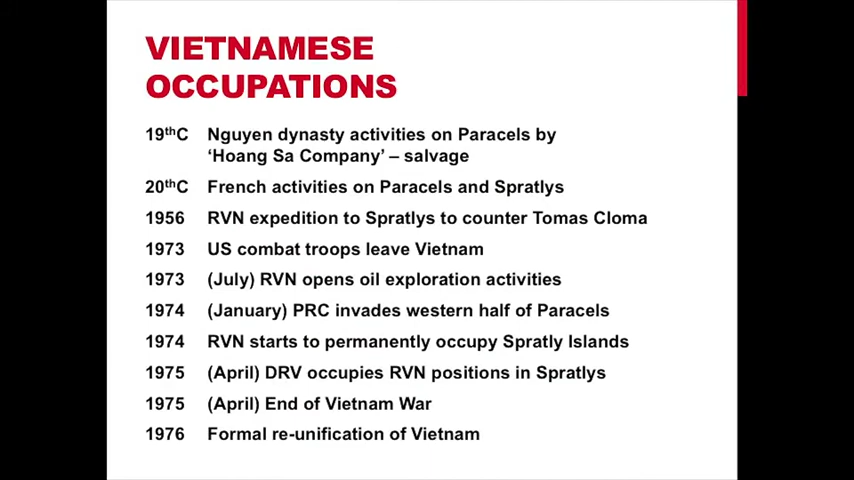 VIETNAMESE
OCCUPATIONS
19thC Nguyen dynasty activities on Paracels by
‘Hoang Sa Company’ – salvage
20thC French activities on Paracels and Spratlys
1956 RVN expedition to Spratlys to counter Tomas Cloma
1973 US combat troops leave Vietnam
1973 (July) RVN opens oil exploration activities
1974 (January) PRC invades western half of Paracels
1974 RVN starts to permanently occupy Spratly Islands
1975 (April) DRV occupies RVN positions in Spratlys
1975 (April) End of Vietnam War
1976 Formal re-unification of Vietnam